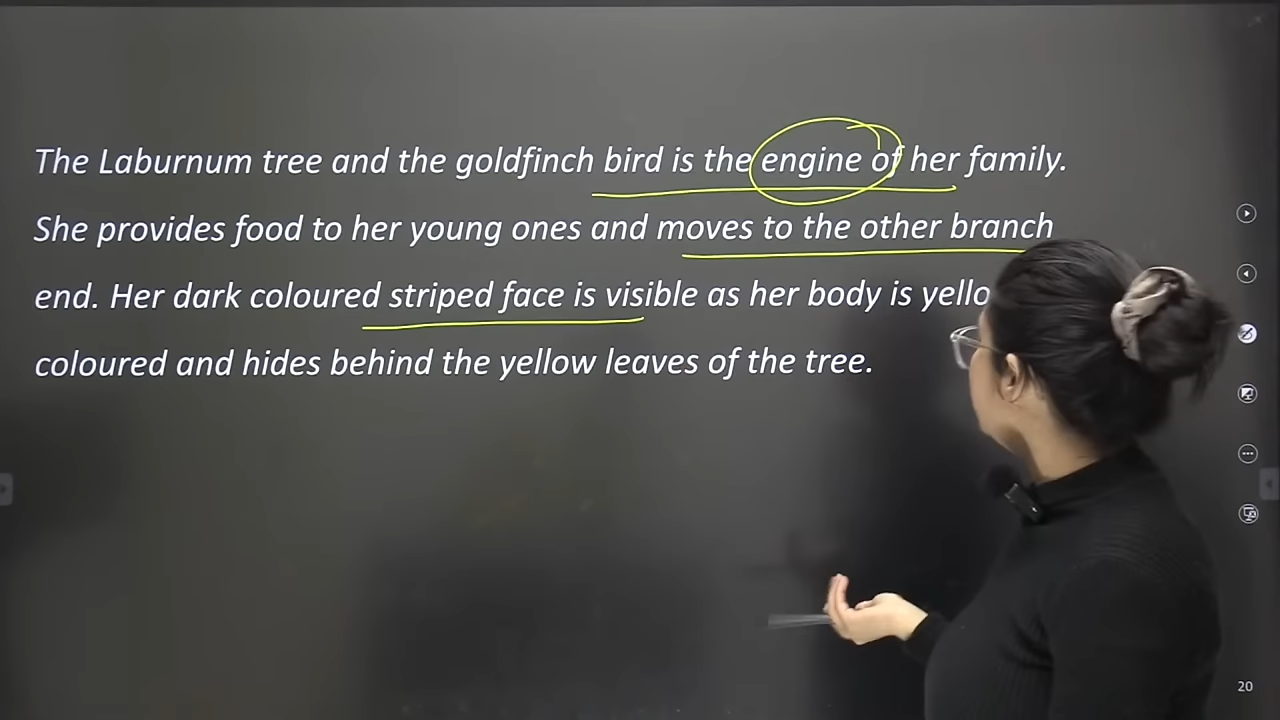 The Laburnum tree and the goldfinch bird is the engine of her family.
She provides food to her young ones and moves to the other branch
end. Her dark coloured striped face is visible as her body is
coloured and hides behind the yellow leaves of the tree.
20